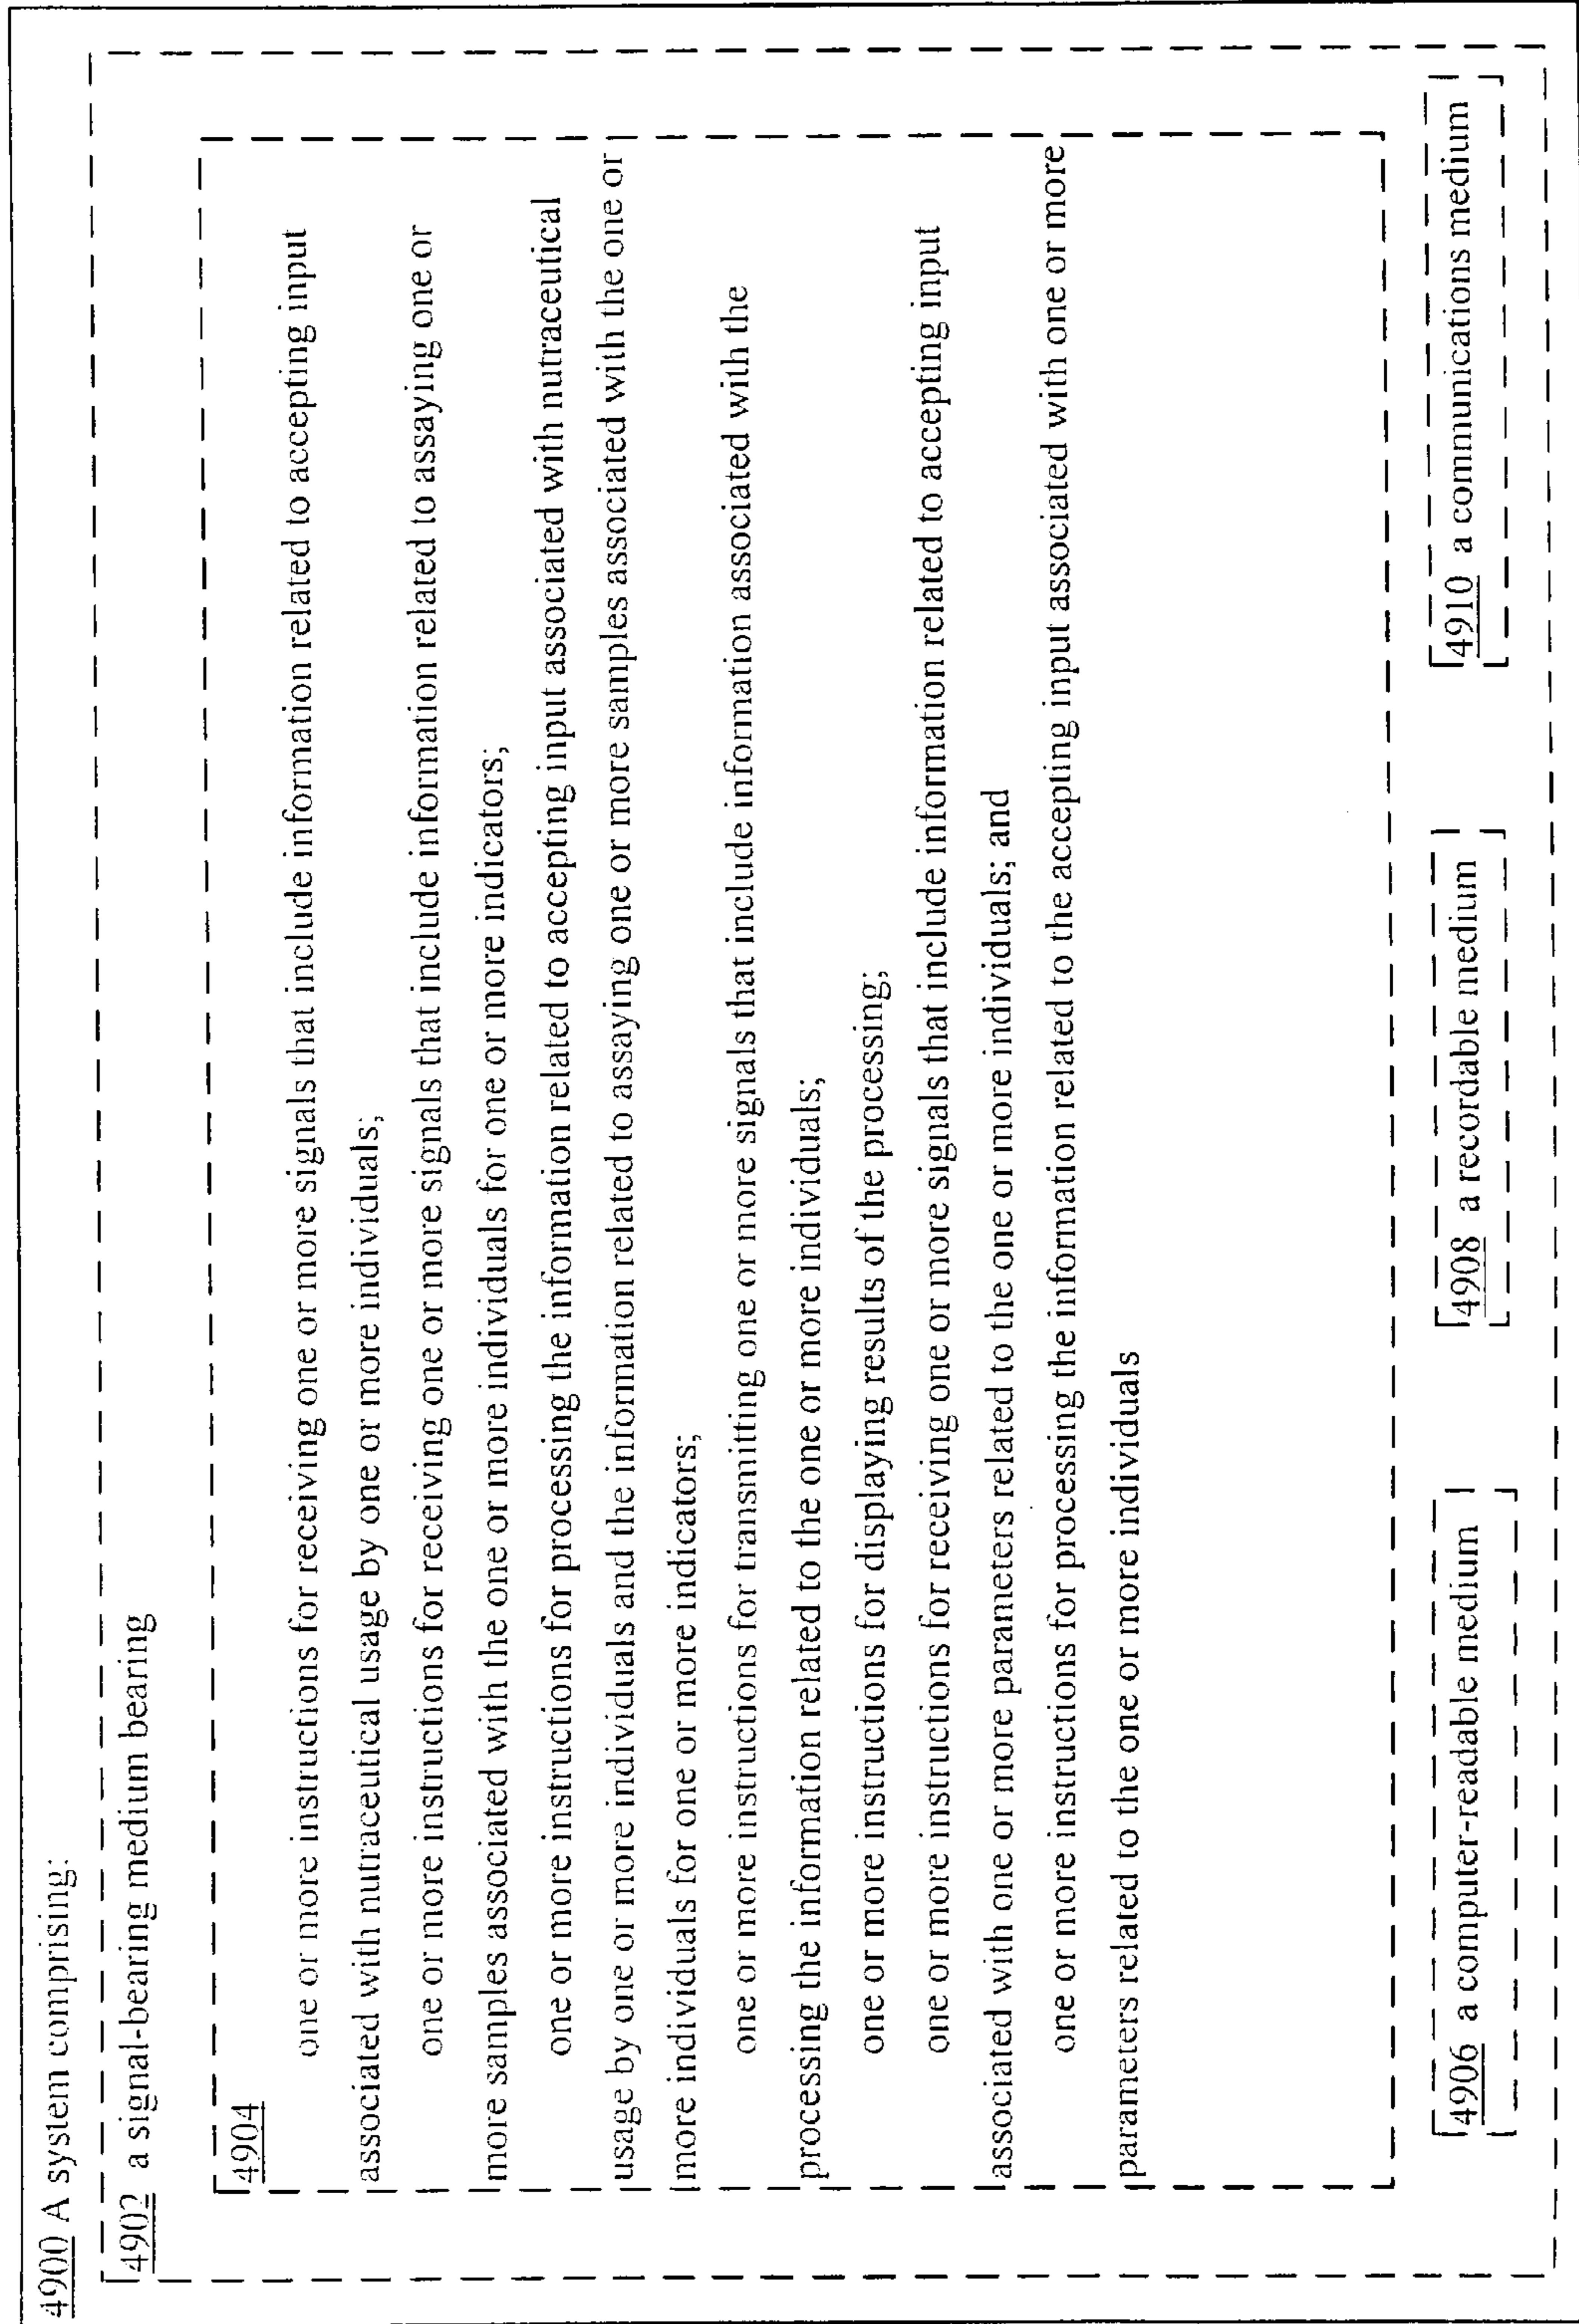 4900 A system comprising:
4902 a signal-bearing medium bearing
4904
one or more instructions for receiving one or more signals that include information related to accepting input
associated with nutraceutical usage by one or more individuals;
one or more instructions for receiving one or more signals that include information related to assaying one or
more samples associated with the one or more individuals for one or more indicators;
one or more instructions for processing the information related to accepting input associated with nutraceutical
usage by one or more individuals and the information related to assaying one or more samples associated with the one or
more individuals for one or more indicators;
one or more instructions for transmitting one or more signals that include information associated with the
processing the information related to the one or more individuals;
one or more instructions for displaying results of the processing;
one or more instructions for receiving one or more signals that include information related to accepting input
associated with one or more parameters related to the one or more individuals; and
one or more instructions for processing the information related to the accepting input associated with one or more
parameters related to the one or more individuals
4906 a computer-readable medium
4908 a recordable medium
4910 a communications medium